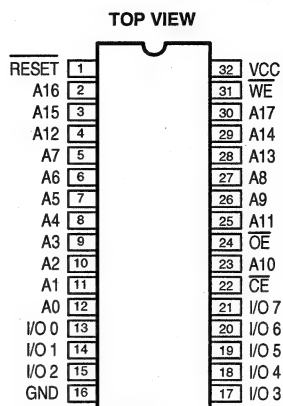 TOP VIEW
RESET 1 32 VCC
A16 2 31 WE
A15 3 30 A17
A12 4 29 A14
A7 5 28 A13
A6 6 27 A8
A5 7 26 A9
A4 8 25 A11
A3 9 24 OE
A2 10 23 A10
A1 11 22 CE
A0 12 21 I/O 7
I/O 0 13 20 I/O 6
I/O 1 14 19 I/O 5
I/O 2 15 18 I/O 4
GND 16 17 I/O 3